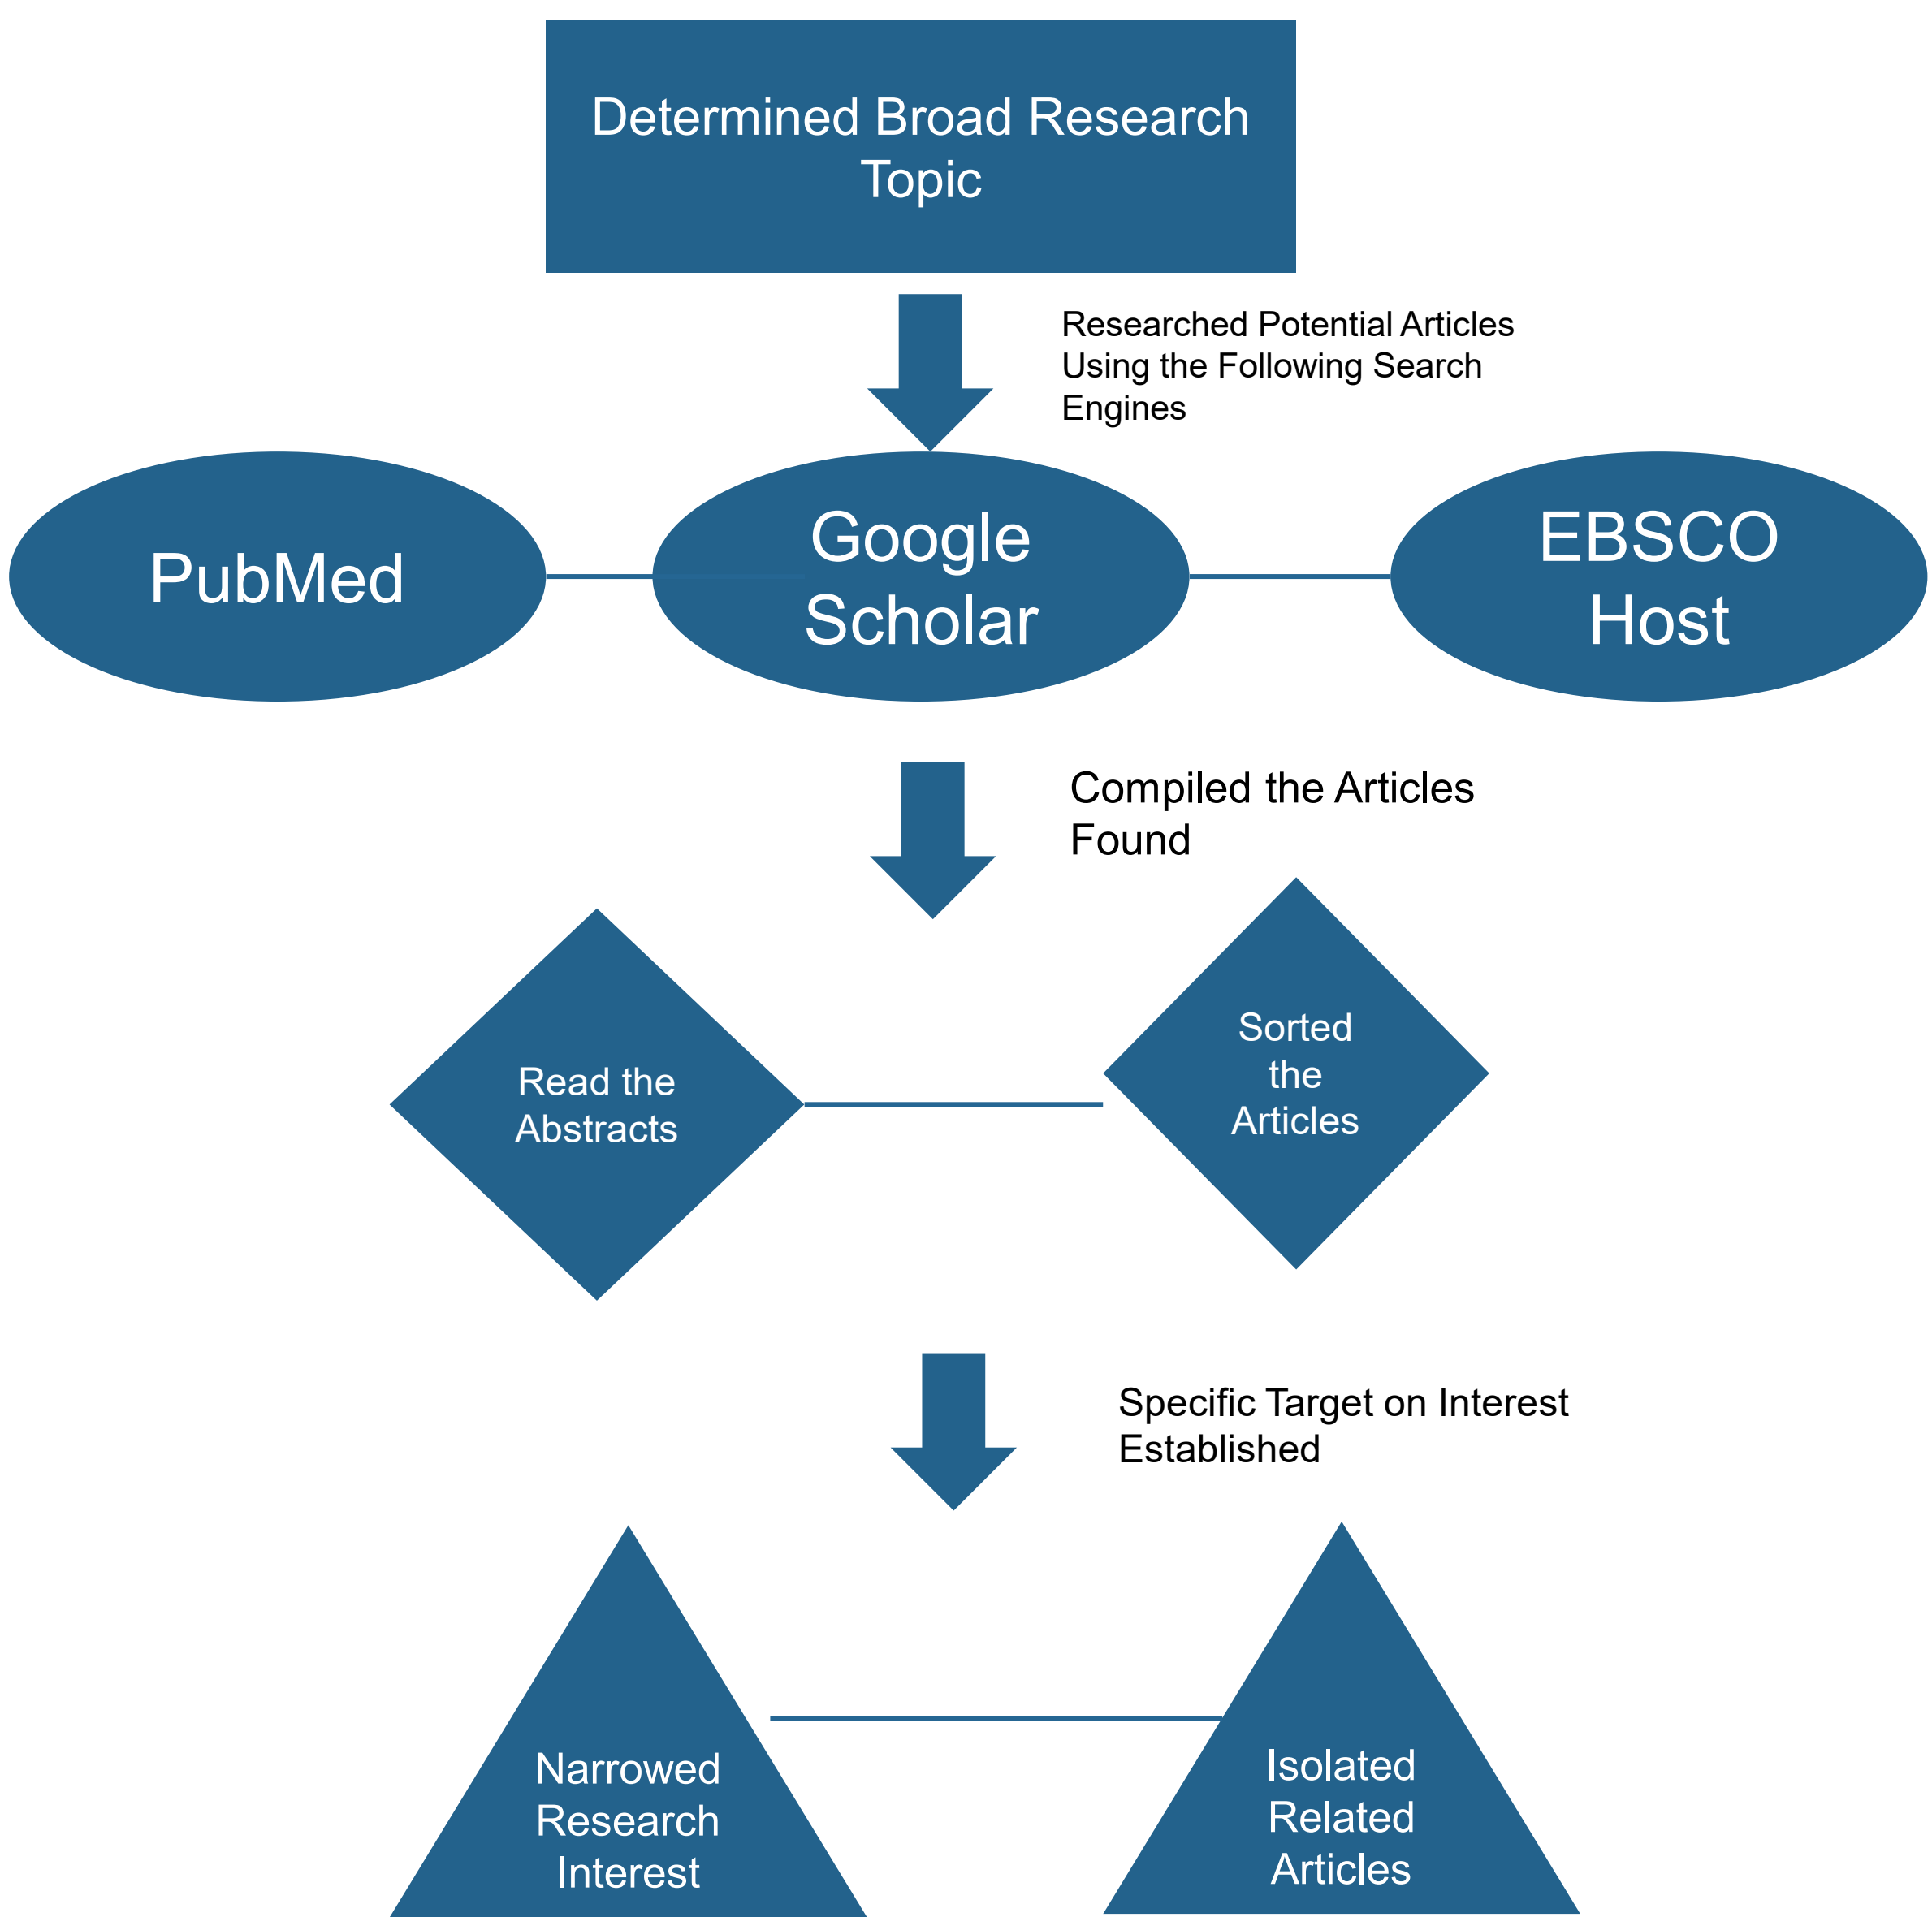 Determined Broad Research
Topic
Researched Potential Articles
Using the Following Search
Engines
PubMed
Google
Scholar
EBSCO
Host
Compiled the Articles
Found
Read the
Abstracts
Sorted
the
Articles
Specific Target on Interest
Established
Narrowed
Research
Interest
Isolated
Related
Articles